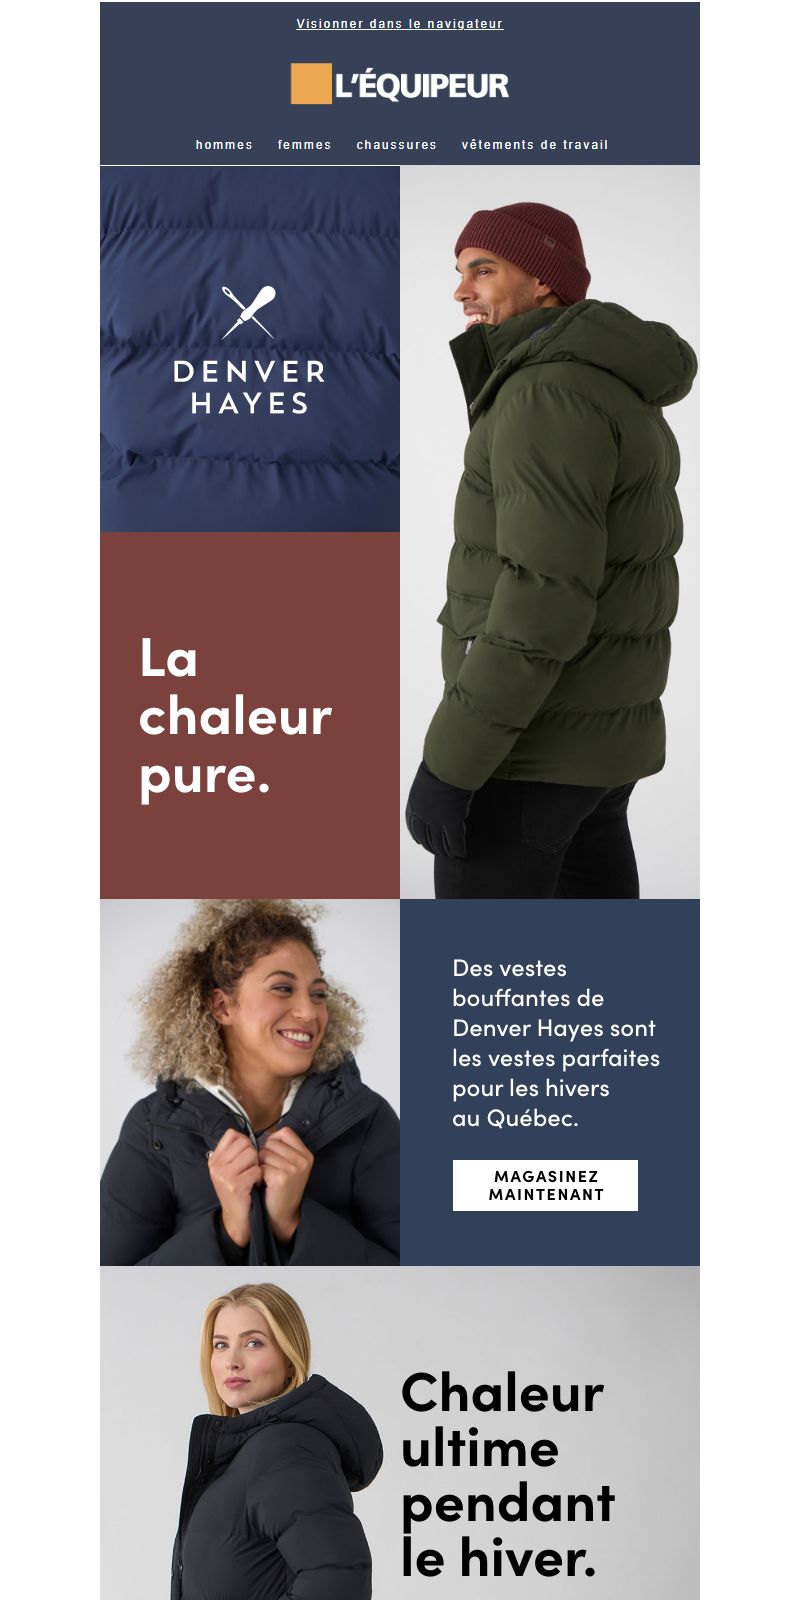 Visionner dans le navigateur
L'ÉQUIPEUR
hommes femmes chaussures vêtements de travail
DENVER
HAYES
La
chaleur
pure.
Des vestes
bouffantes de
Denver Hayes sont
les vestes parfaites
pour les hivers
au Québec.
MAGASINEZ
MAINTENANT
Chaleur
ultime
pendant
le hiver.